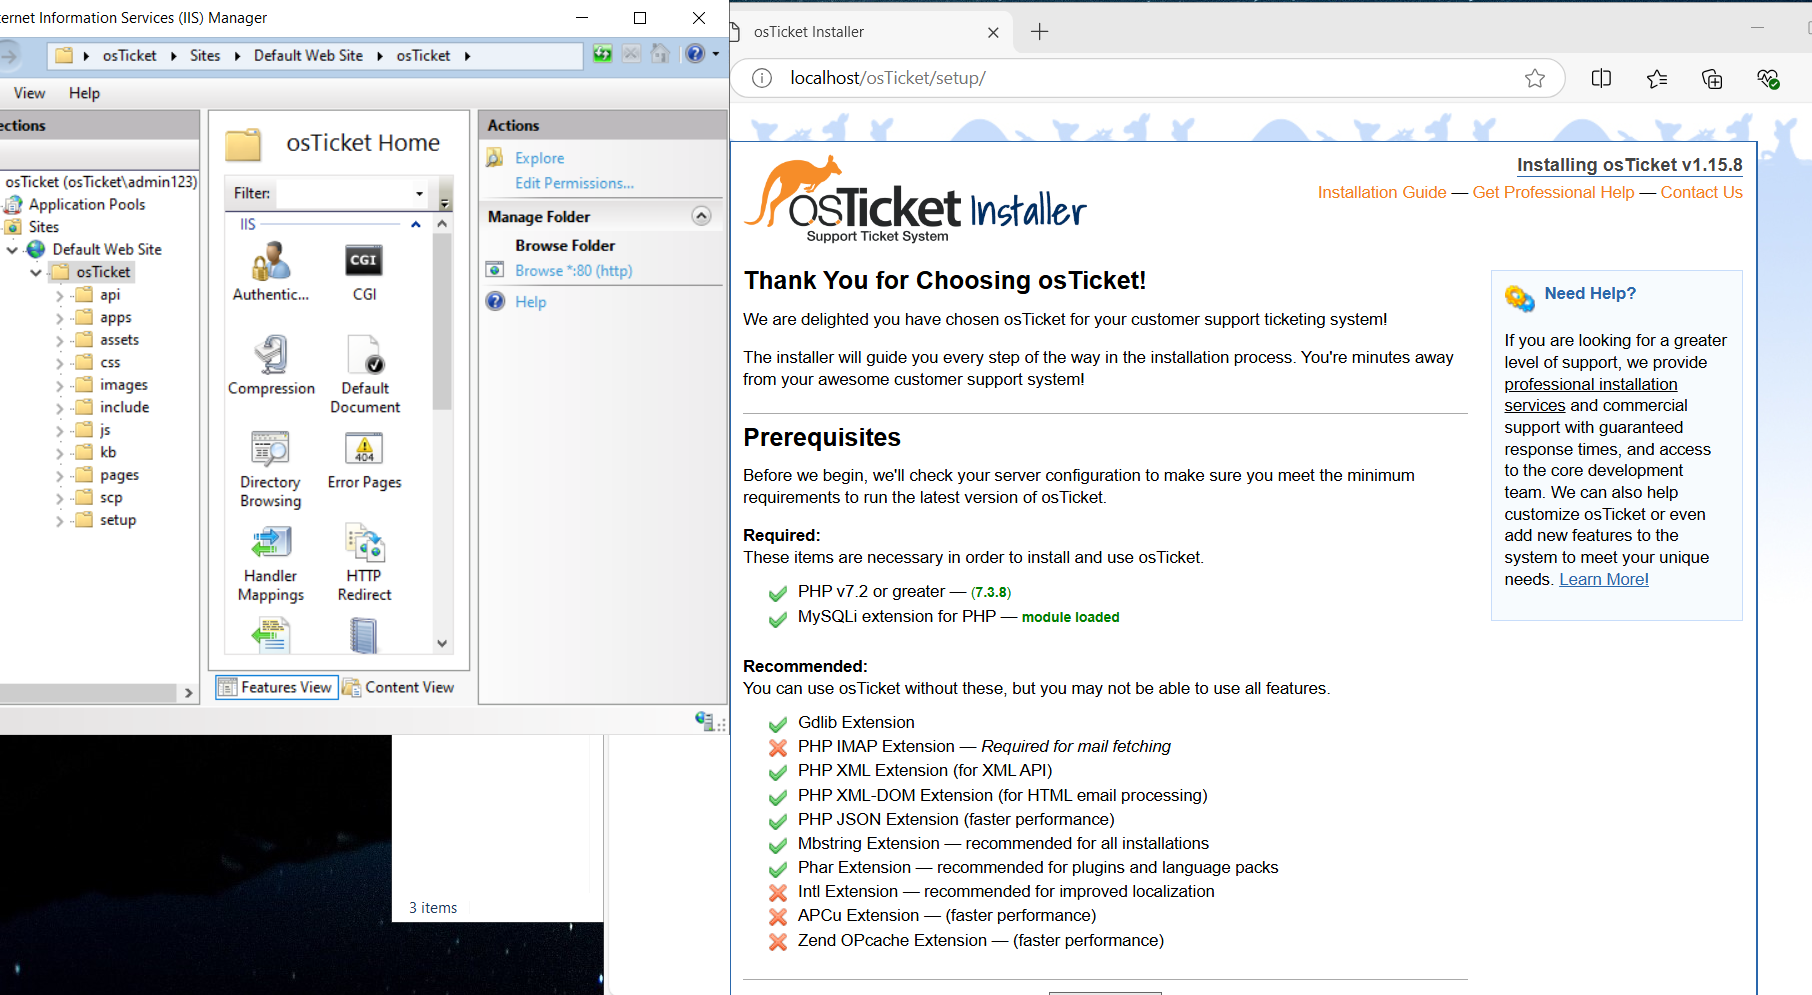 ternet Information Services (IIS) Manager
osTicket
Sites
Default Web Site
osTicket
View
Help
ections
osTicket (osTicket\admin123)
Application Pools
Sites
Default Web Site
osTicket
api
apps
assets
css
images
include
js
kb
pages
scp
setup
osTicket Home
Filter:
IIS
Authentic...
CGI
CGI
Compression
Default
Document
Directory
Browsing
404
Error Pages
Handler
Mappings
HTTP
Redirect
Features View
Content View
Actions
Explore
Edit Permissions...
Manage Folder
Browse Folder
Browse *:80 (http)
Help
3 items
osTicket Installer
localhost/osTicket/setup/
osTicket Installer
Support Ticket System
Installing osTicket v1.15.8
Installation Guide — Get Professional Help — Contact Us
Thank You for Choosing osTicket!
We are delighted you have chosen osTicket for your customer support ticketing system!
The installer will guide you every step of the way in the installation process. You're minutes away
from your awesome customer support system!
Prerequisites
Before we begin, we'll check your server configuration to make sure you meet the minimum
requirements to run the latest version of osTicket.
Required:
These items are necessary in order to install and use osTicket.
PHP v7.2 or greater — (7.3.8)
MySQLi extension for PHP — module loaded
Recommended:
You can use osTicket without these, but you may not be able to use all features.
Gdlib Extension
PHP IMAP Extension — Required for mail fetching
PHP XML Extension (for XML API)
PHP XML-DOM Extension (for HTML email processing)
PHP JSON Extension (faster performance)
Mbstring Extension — recommended for all installations
Phar Extension — recommended for plugins and language packs
Intl Extension — recommended for improved localization
APCu Extension — (faster performance)
Zend OPcache Extension — (faster performance)
Need Help?
If you are looking for a greater
level of support, we provide
professional installation
services and commercial
support with guaranteed
response times, and access
to the core development
team. We can also help
customize osTicket or even
add new features to the
system to meet your unique
needs. Learn More!